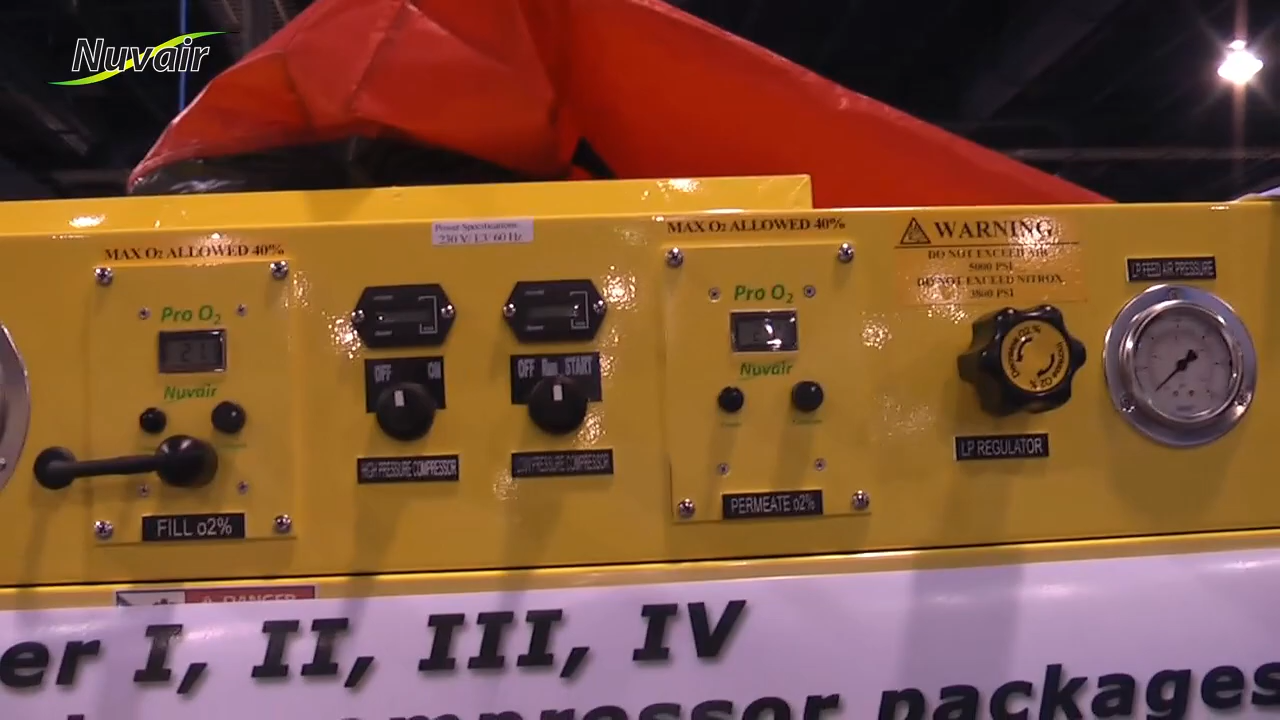 Nuvair
MAX O2 ALLOWED 40%
Pro O2
Nuvair
FILL o2%
Power Specifications:
230 V/ 13/ 60 Hz
OFF ON
HIGH PRESSURE COMPRESSOR
OFF Run START
LOW PRESSURE COMPRESSOR
MAX O2 ALLOWED 40%
Pro O2
Nuvair
PERMEATE o2%
WARNING
DO NOT EXCEED AIR
5000 PSI
DO NOT EXCEED NITROX
3800 PSI
LP REGULATOR
LP FEED AIR PRESSURE
DANGER
er I, II, III, IV
compressor packages